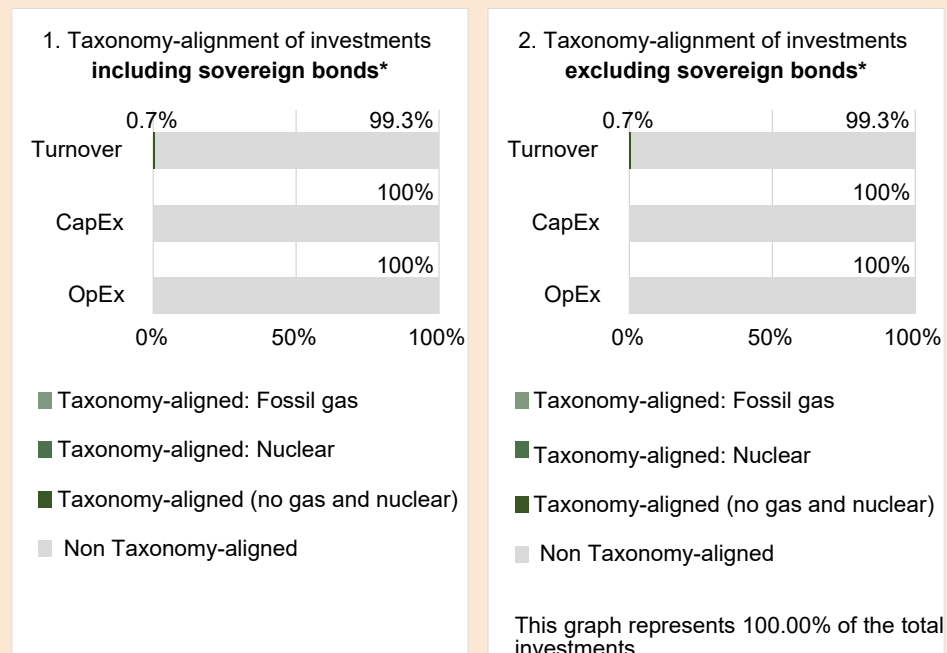 1. Taxonomy-alignment of investments
including sovereign bonds*
0.7% 99.3%
Turnover
100%
CapEx
100%
OpEx
0% 50% 100%
Taxonomy-aligned: Fossil gas
Taxonomy-aligned: Nuclear
Taxonomy-aligned (no gas and nuclear)
Non Taxonomy-aligned
2. Taxonomy-alignment of investments
excluding sovereign bonds*
0.7% 99.3%
Turnover
100%
CapEx
100%
OpEx
0% 50% 100%
Taxonomy-aligned: Fossil gas
Taxonomy-aligned: Nuclear
Taxonomy-aligned (no gas and nuclear)
Non Taxonomy-aligned
This graph represents 100.00% of the total
investments